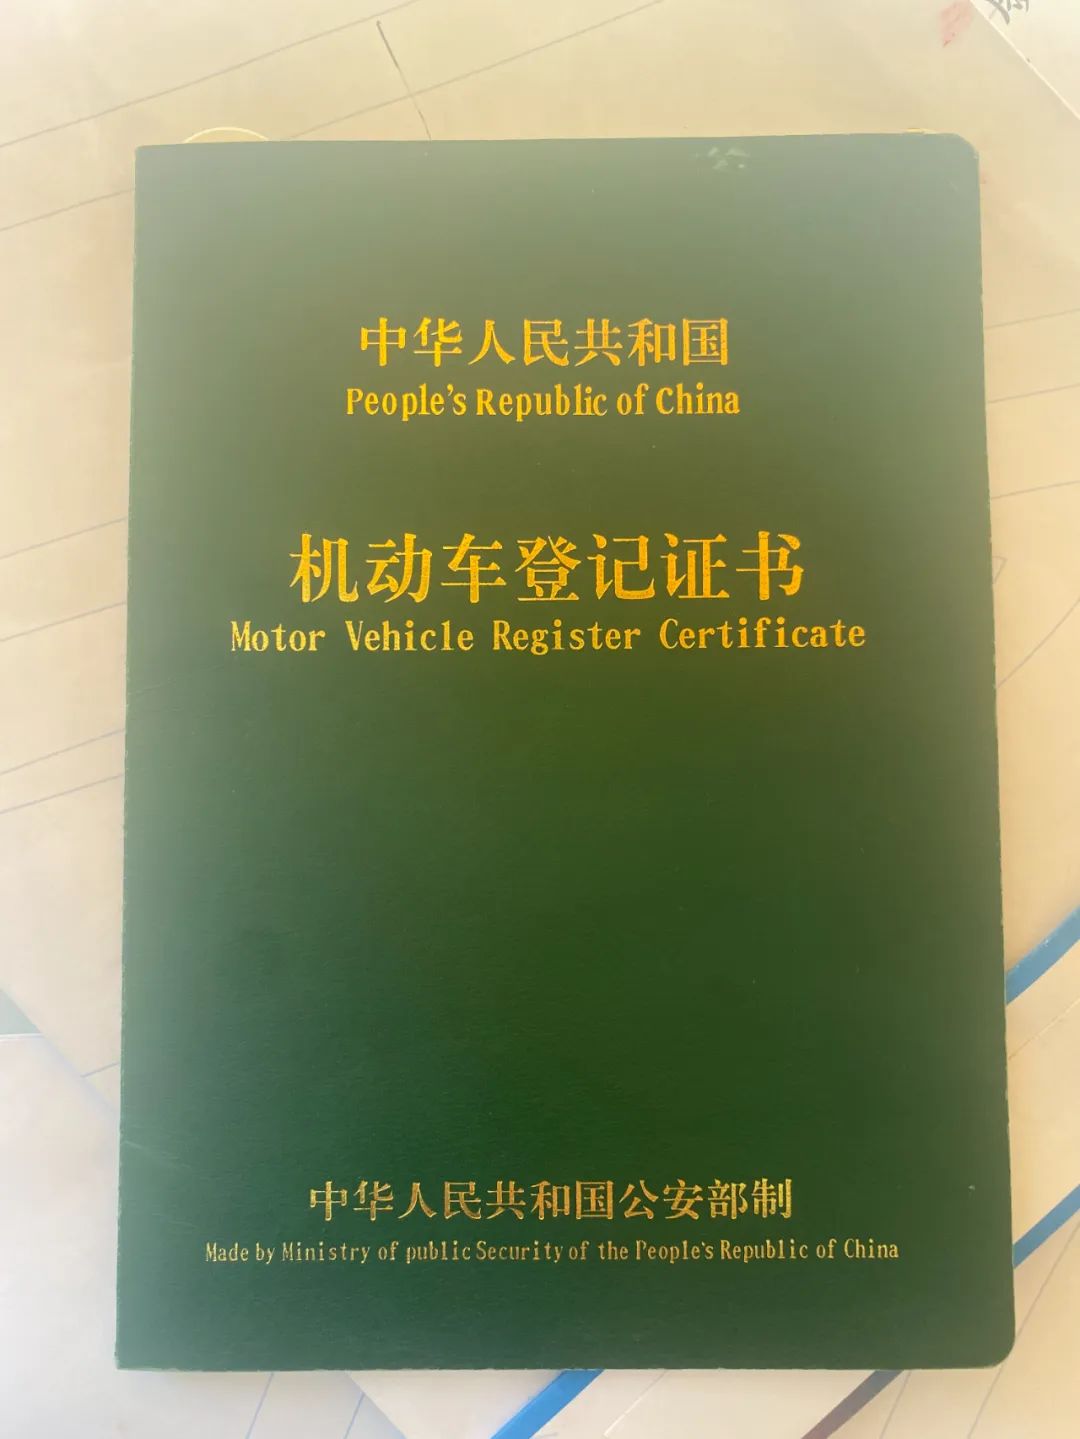 中华人民共和国
People's Republic of China
机动车登记证书
Motor Vehicle Register Certificate
中华人民共和国公安部制
Made by Ministry of public Security of the People's Republic of China